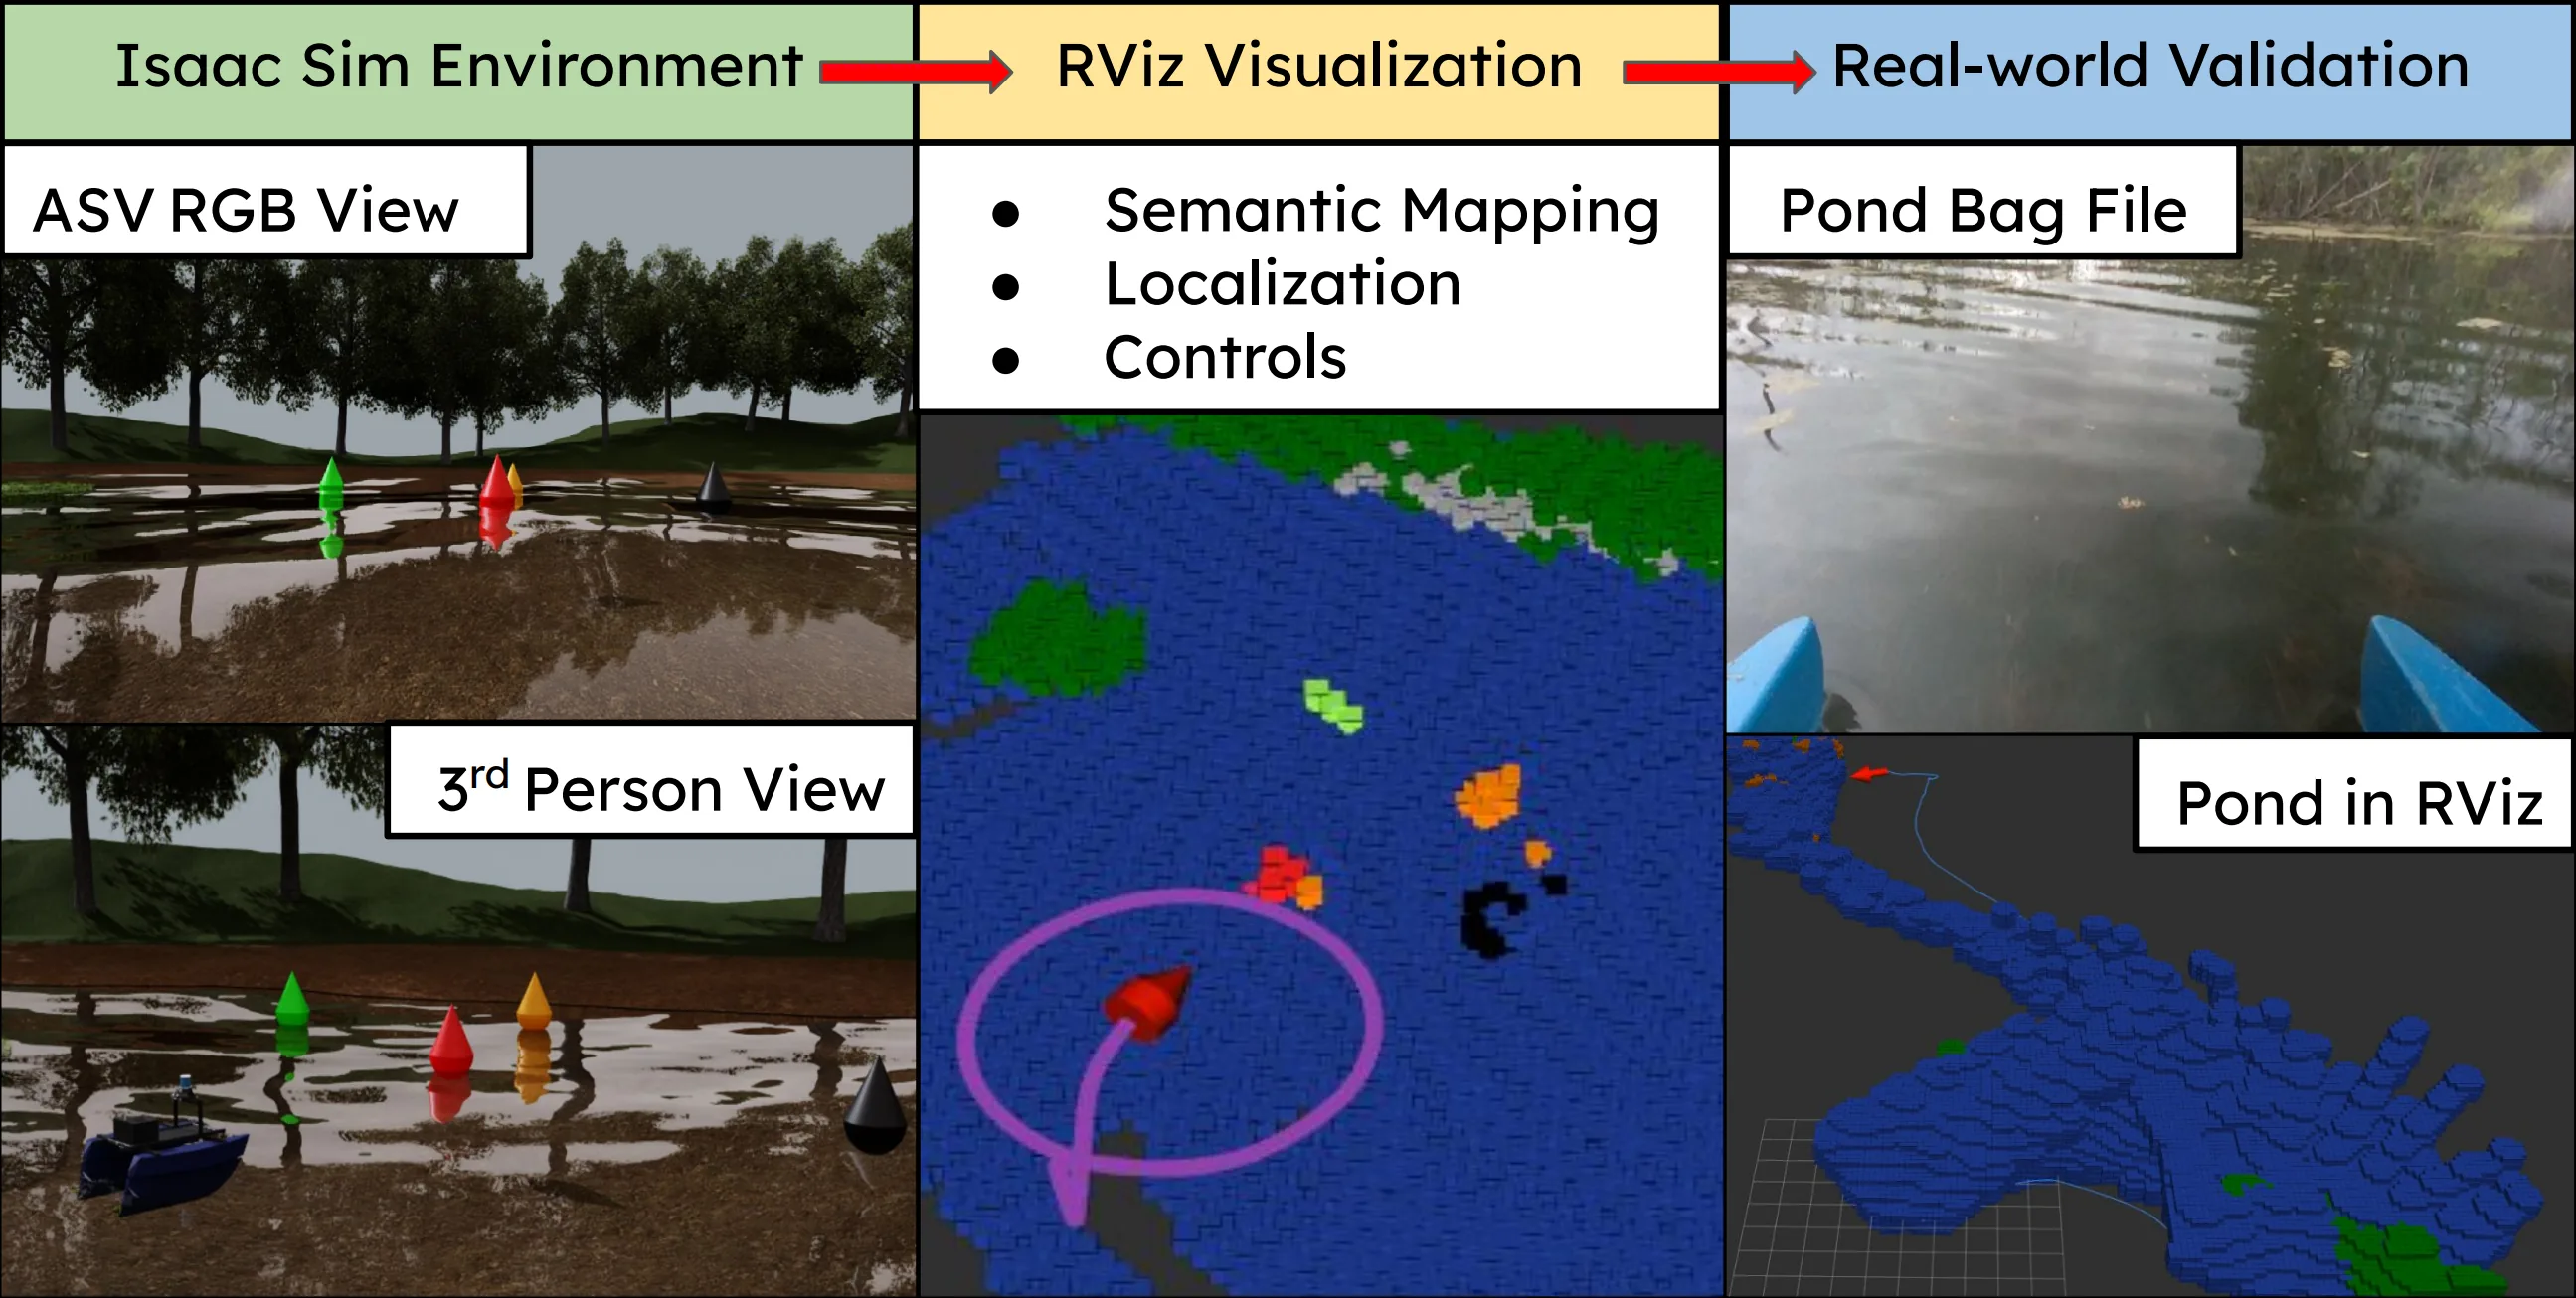 Isaac Sim Environment
RViz Visualization
Real-world Validation
ASV RGB View
3rd Person View
● Semantic Mapping
● Localization
● Controls
Pond Bag File
Pond in RViz